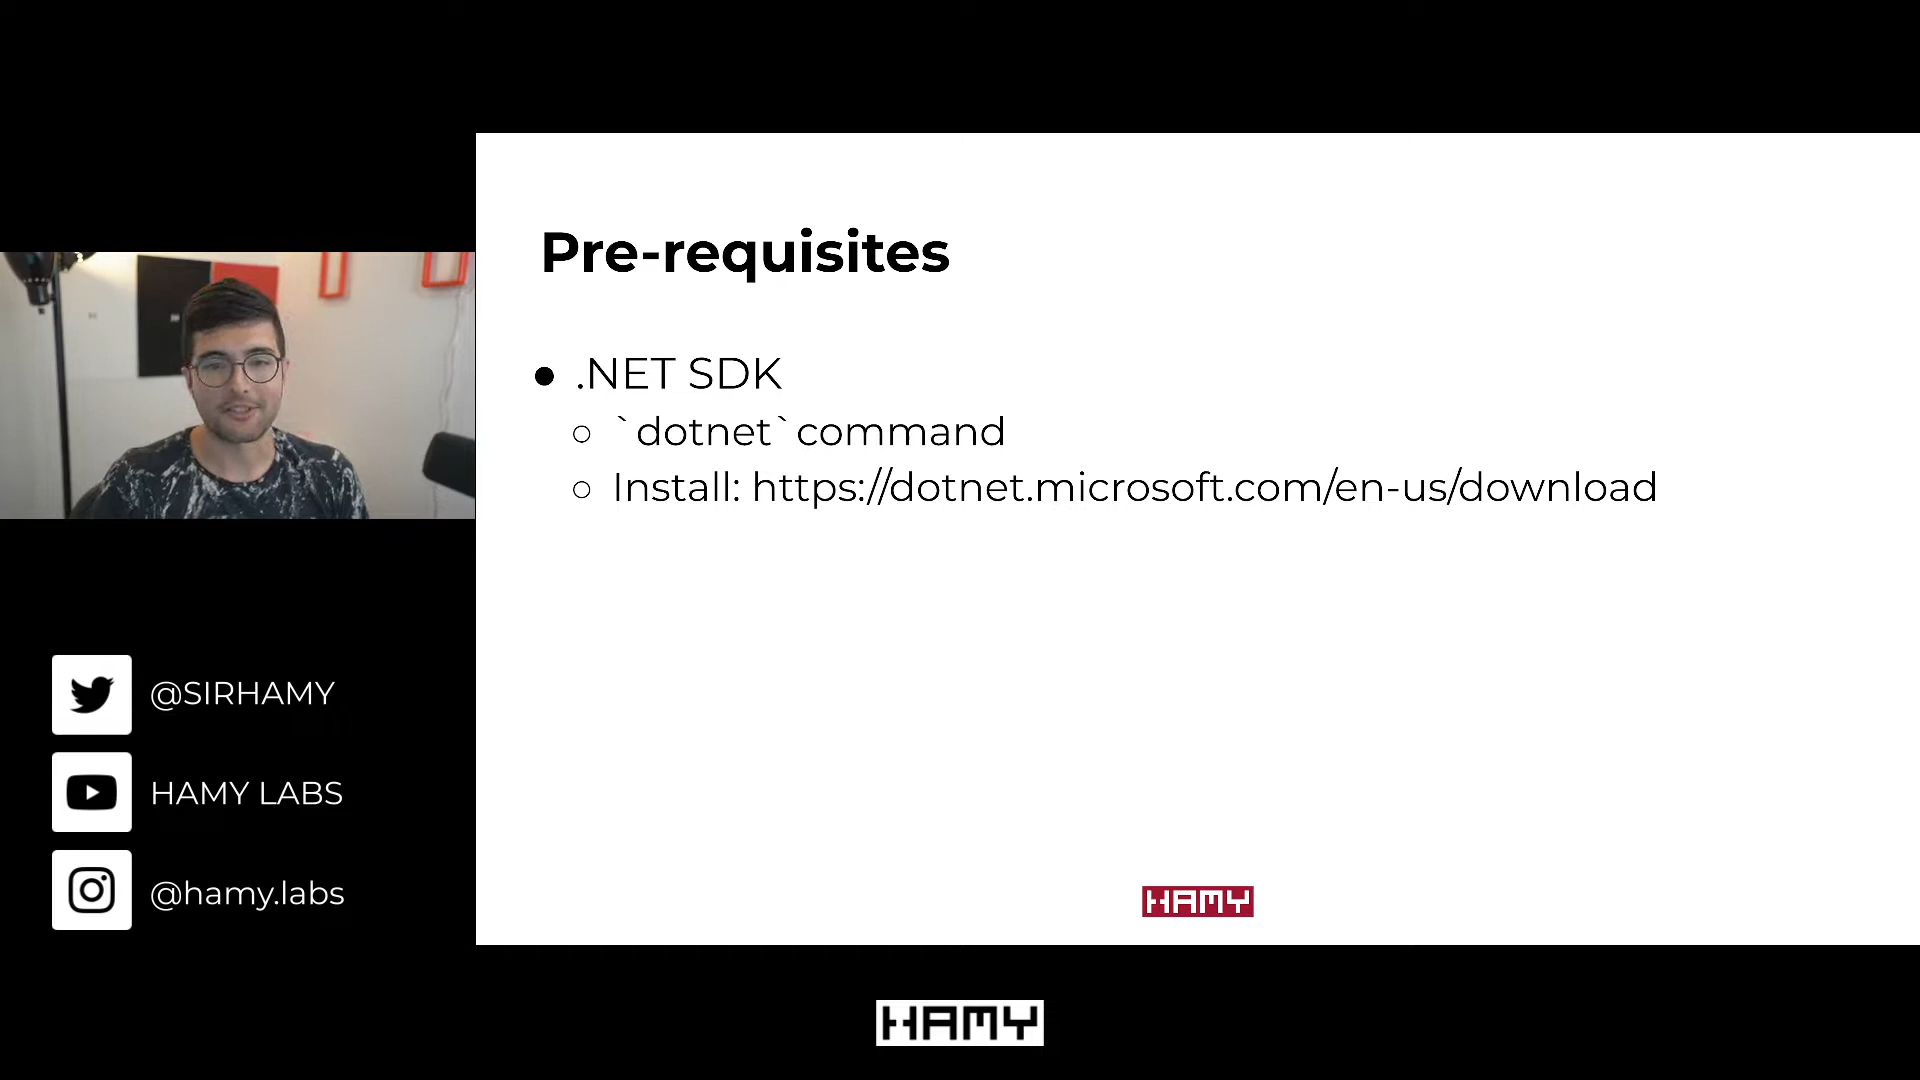 Pre-requisites
● .NET SDK
○ `dotnet`command
○ Install: https://dotnet.microsoft.com/en-us/download
@SIRHAMY
HAMY LABS
@hamy.labs
HAMY
HAMY